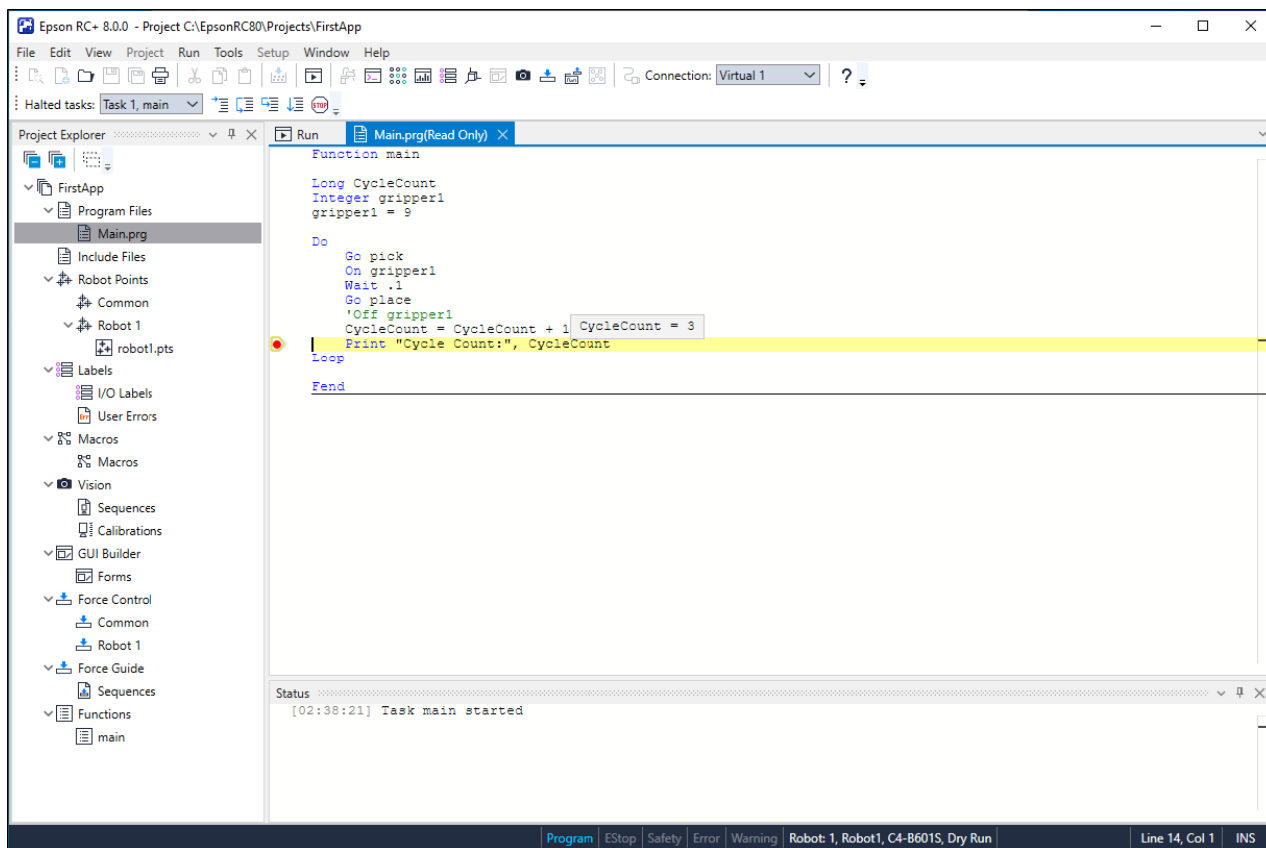 Epson RC+ 8.0.0 - Project C:\EpsonRC80\Projects\FirstApp
File Edit View Project Run Tools Setup Window Help
Connection: Virtual 1 ?
Halted tasks: Task 1, main STOP
Project Explorer
Run Main.prg(Read Only)
FirstApp
Program Files
Main.prg
Include Files
Robot Points
Common
Robot 1
robot1.pts
Labels
I/O Labels
User Errors
Macros
Macros
Vision
Sequences
Calibrations
GUI Builder
Forms
Force Control
Common
Robot 1
Force Guide
Sequences
Functions
main
Function main
Long CycleCount
Integer gripper1
gripper1 = 9
Do
Go pick
On gripper1
Wait .1
Go place
'Off gripper1
CycleCount = CycleCount + 1 CycleCount = 3
Print "Cycle Count:", CycleCount
Loop
Fend
Status
[02:38:21] Task main started
Program EStop Safety Error Warning Robot: 1, Robot1, C4-B601S, Dry Run Line 14, Col 1 INS